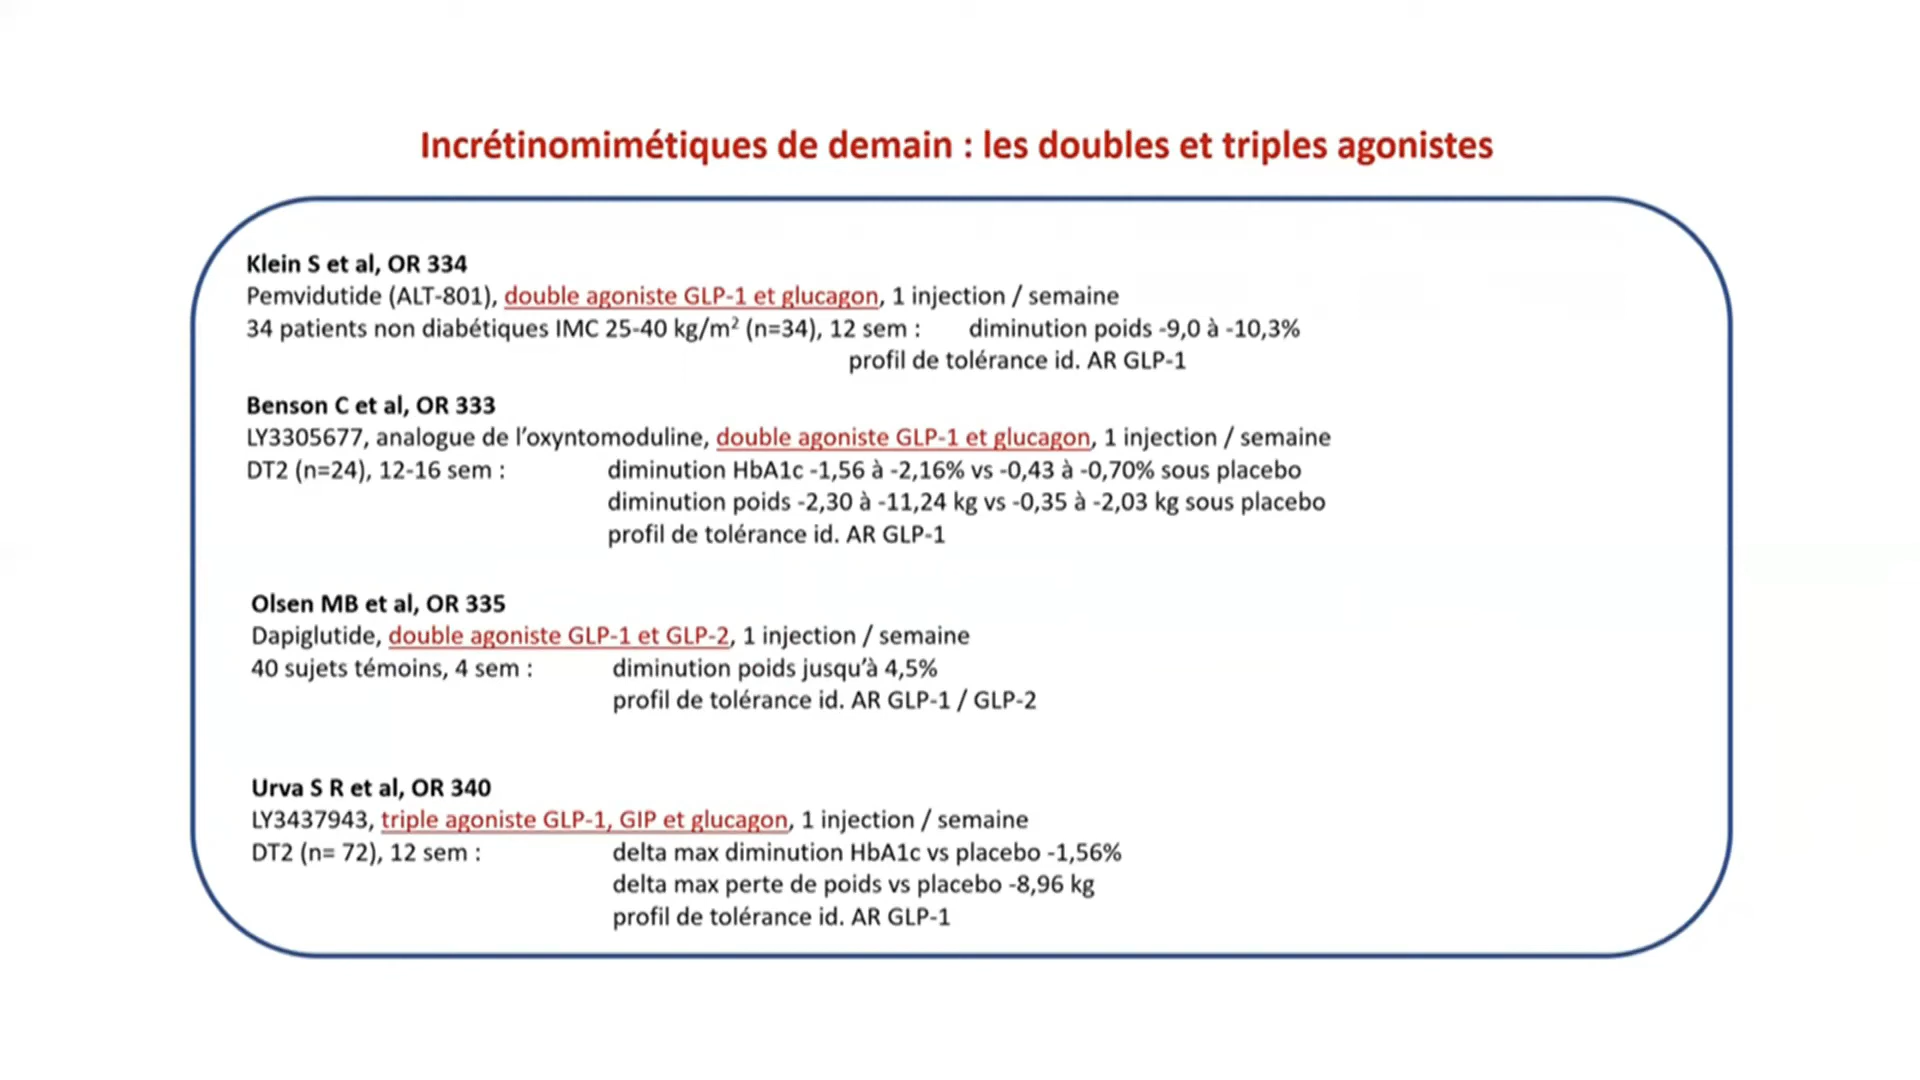 Incrétinomimétiques de demain : les doubles et triples agonistes
Klein S et al, OR 334
Pemvidutide (ALT-801), double agoniste GLP-1 et glucagon, 1 injection / semaine
34 patients non diabétiques IMC 25-40 kg/m² (n=34), 12 sem : diminution poids -9,0 à -10,3%
profil de tolérance id. AR GLP-1
Benson C et al, OR 333
LY3305677, analogue de l'oxyntomoduline, double agoniste GLP-1 et glucagon, 1 injection / semaine
DT2 (n=24), 12-16 sem : diminution HbA1c -1,56 à -2,16% vs -0,43 à -0,70% sous placebo
diminution poids -2,30 à -11,24 kg vs -0,35 à -2,03 kg sous placebo
profil de tolérance id. AR GLP-1
Olsen MB et al, OR 335
Dapiglutide, double agoniste GLP-1 et GLP-2, 1 injection / semaine
40 sujets témoins, 4 sem : diminution poids jusqu'à 4,5%
profil de tolérance id. AR GLP-1 / GLP-2
Urva S R et al, OR 340
LY3437943, triple agoniste GLP-1, GIP et glucagon, 1 injection / semaine
DT2 (n= 72), 12 sem : delta max diminution HbA1c vs placebo -1,56%
delta max perte de poids vs placebo -8,96 kg
profil de tolérance id. AR GLP-1